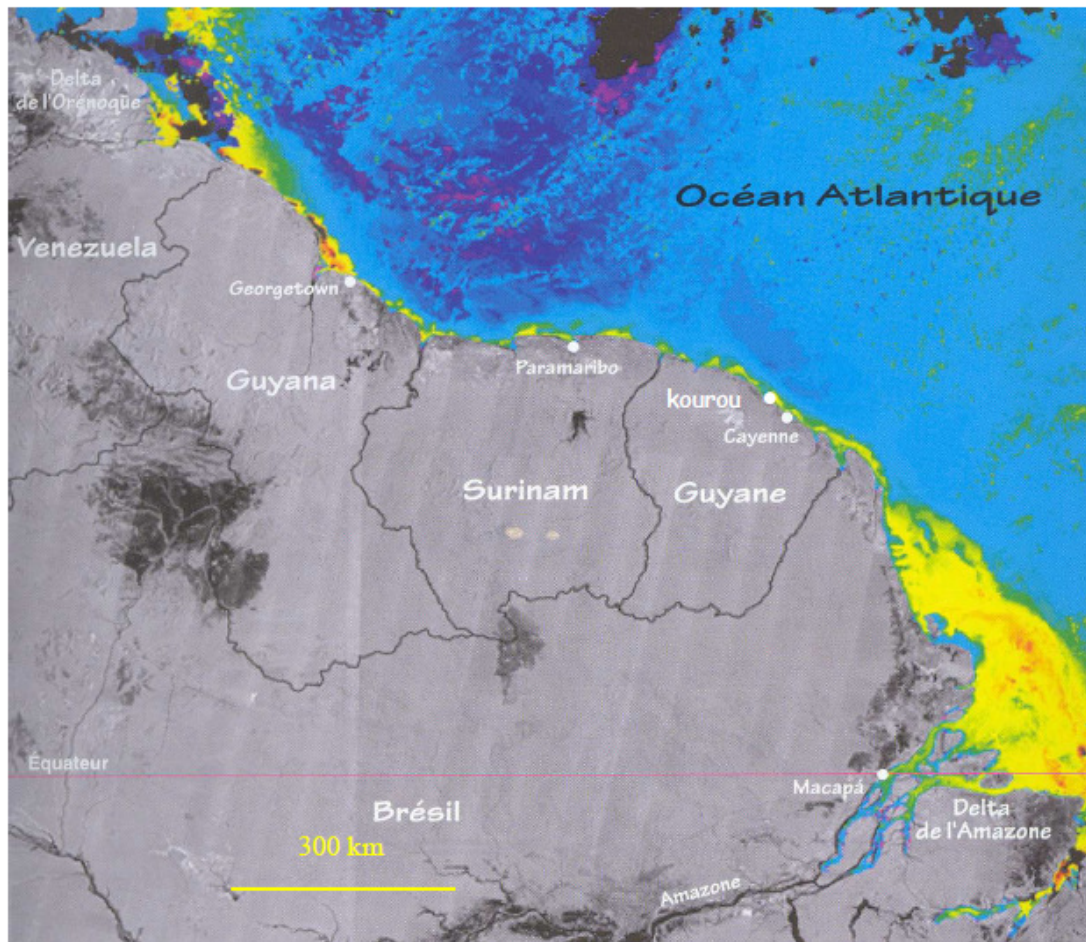 Delta
de l'Orénoque
Océan Atlantique
Venezuela
Georgetown
Guyana
Paramaribo
kourou
Cayenne
Surinam
Guyane
Équateur
Macapá
Brésil
Delta
de l'Amazone
300 km
Amazone